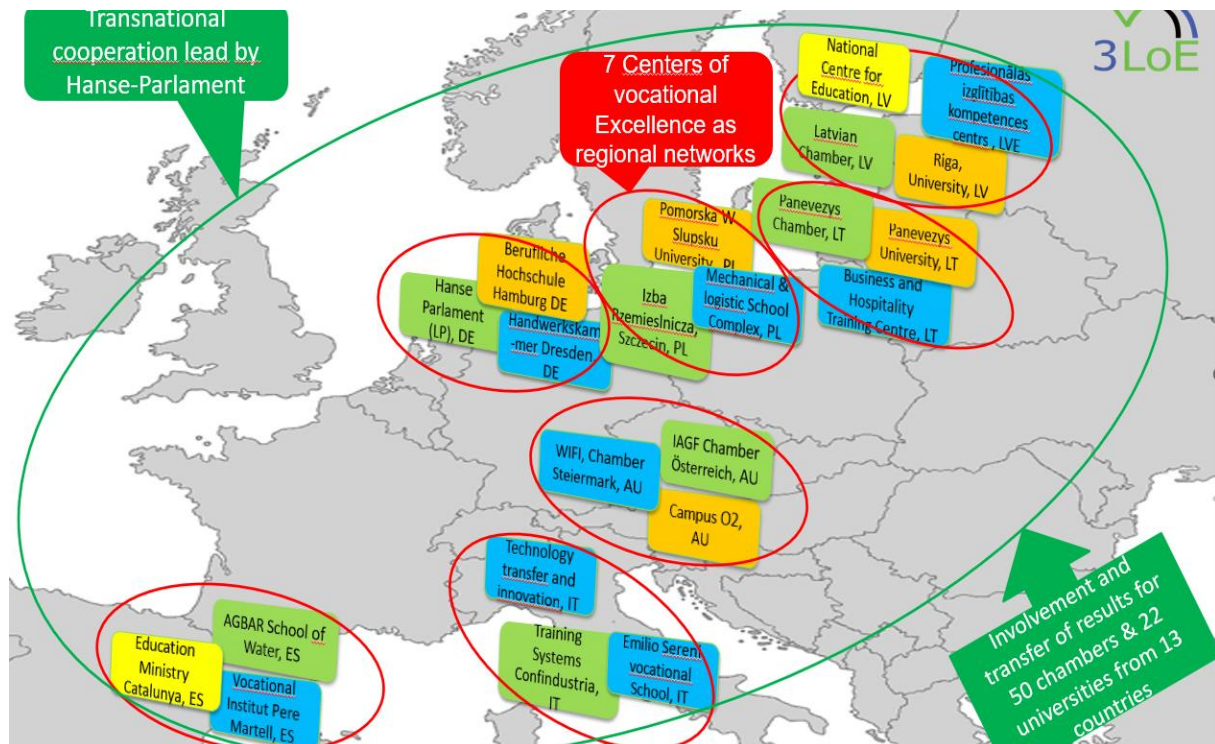 Transnational
cooperation lead by
Hanse-Parlament
3LoE
7 Centers of
vocational
Excellence as
regional networks
National
Centre for
Education, LV
Profesionālās
izglītības
kompetences
centrs , LVE
Latvian
Chamber, LV
Riga,
University, LV
Pomorska W
Slupsku
University, PL
Panevezys
Chamber, LT
Panevezys
University, LT
Berufliche
Hochschule
Hamburg DE
Hanse
Parlament
(LP), DE
Handwerkskam
-mer Dresden
DE
Izba
Rzemieslnicza,
Szczecin, PL
Mechanical &
logistic School
Complex, PL
Business and
Hospitality
Training Centre, LT
WIFI, Chamber
Steiermark, AU
IAGF Chamber
Österreich, AU
Campus O2,
AU
Technology
transfer and
innovation, IT
Training
Systems
Confindustria,
IT
Emilio Sereni
vocational
School, IT
AGBAR School of
Water, ES
Education
Ministry
Catalunya, ES
Vocational
Institut Pere
Martell, ES
Involvement and
transfer of results for
50 chambers & 22
universities from 13
countries